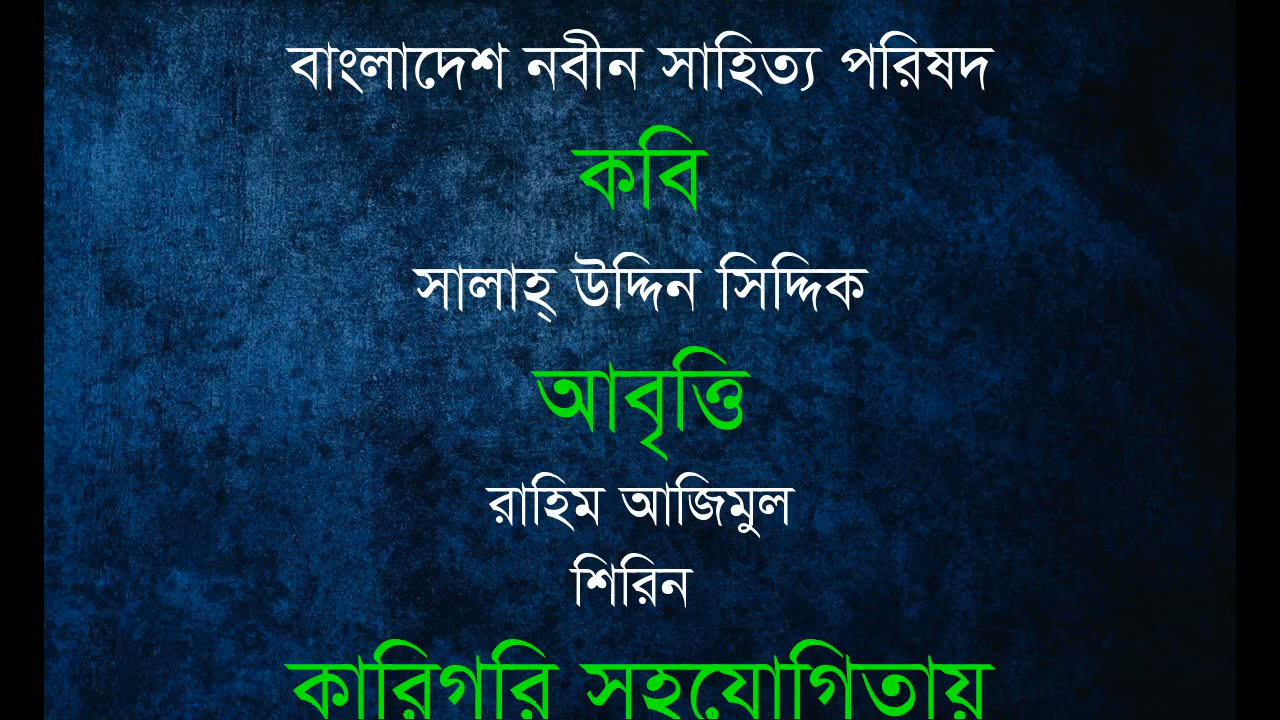 বাংলাদেশ নবীন সাহিত্য পরিষদ
কবি
সালাহ্ উদ্দিন সিদ্দিক
আবৃত্তি
রাহিম আজিমুল
শিরিন
কারিগরি সহযোগিতায়